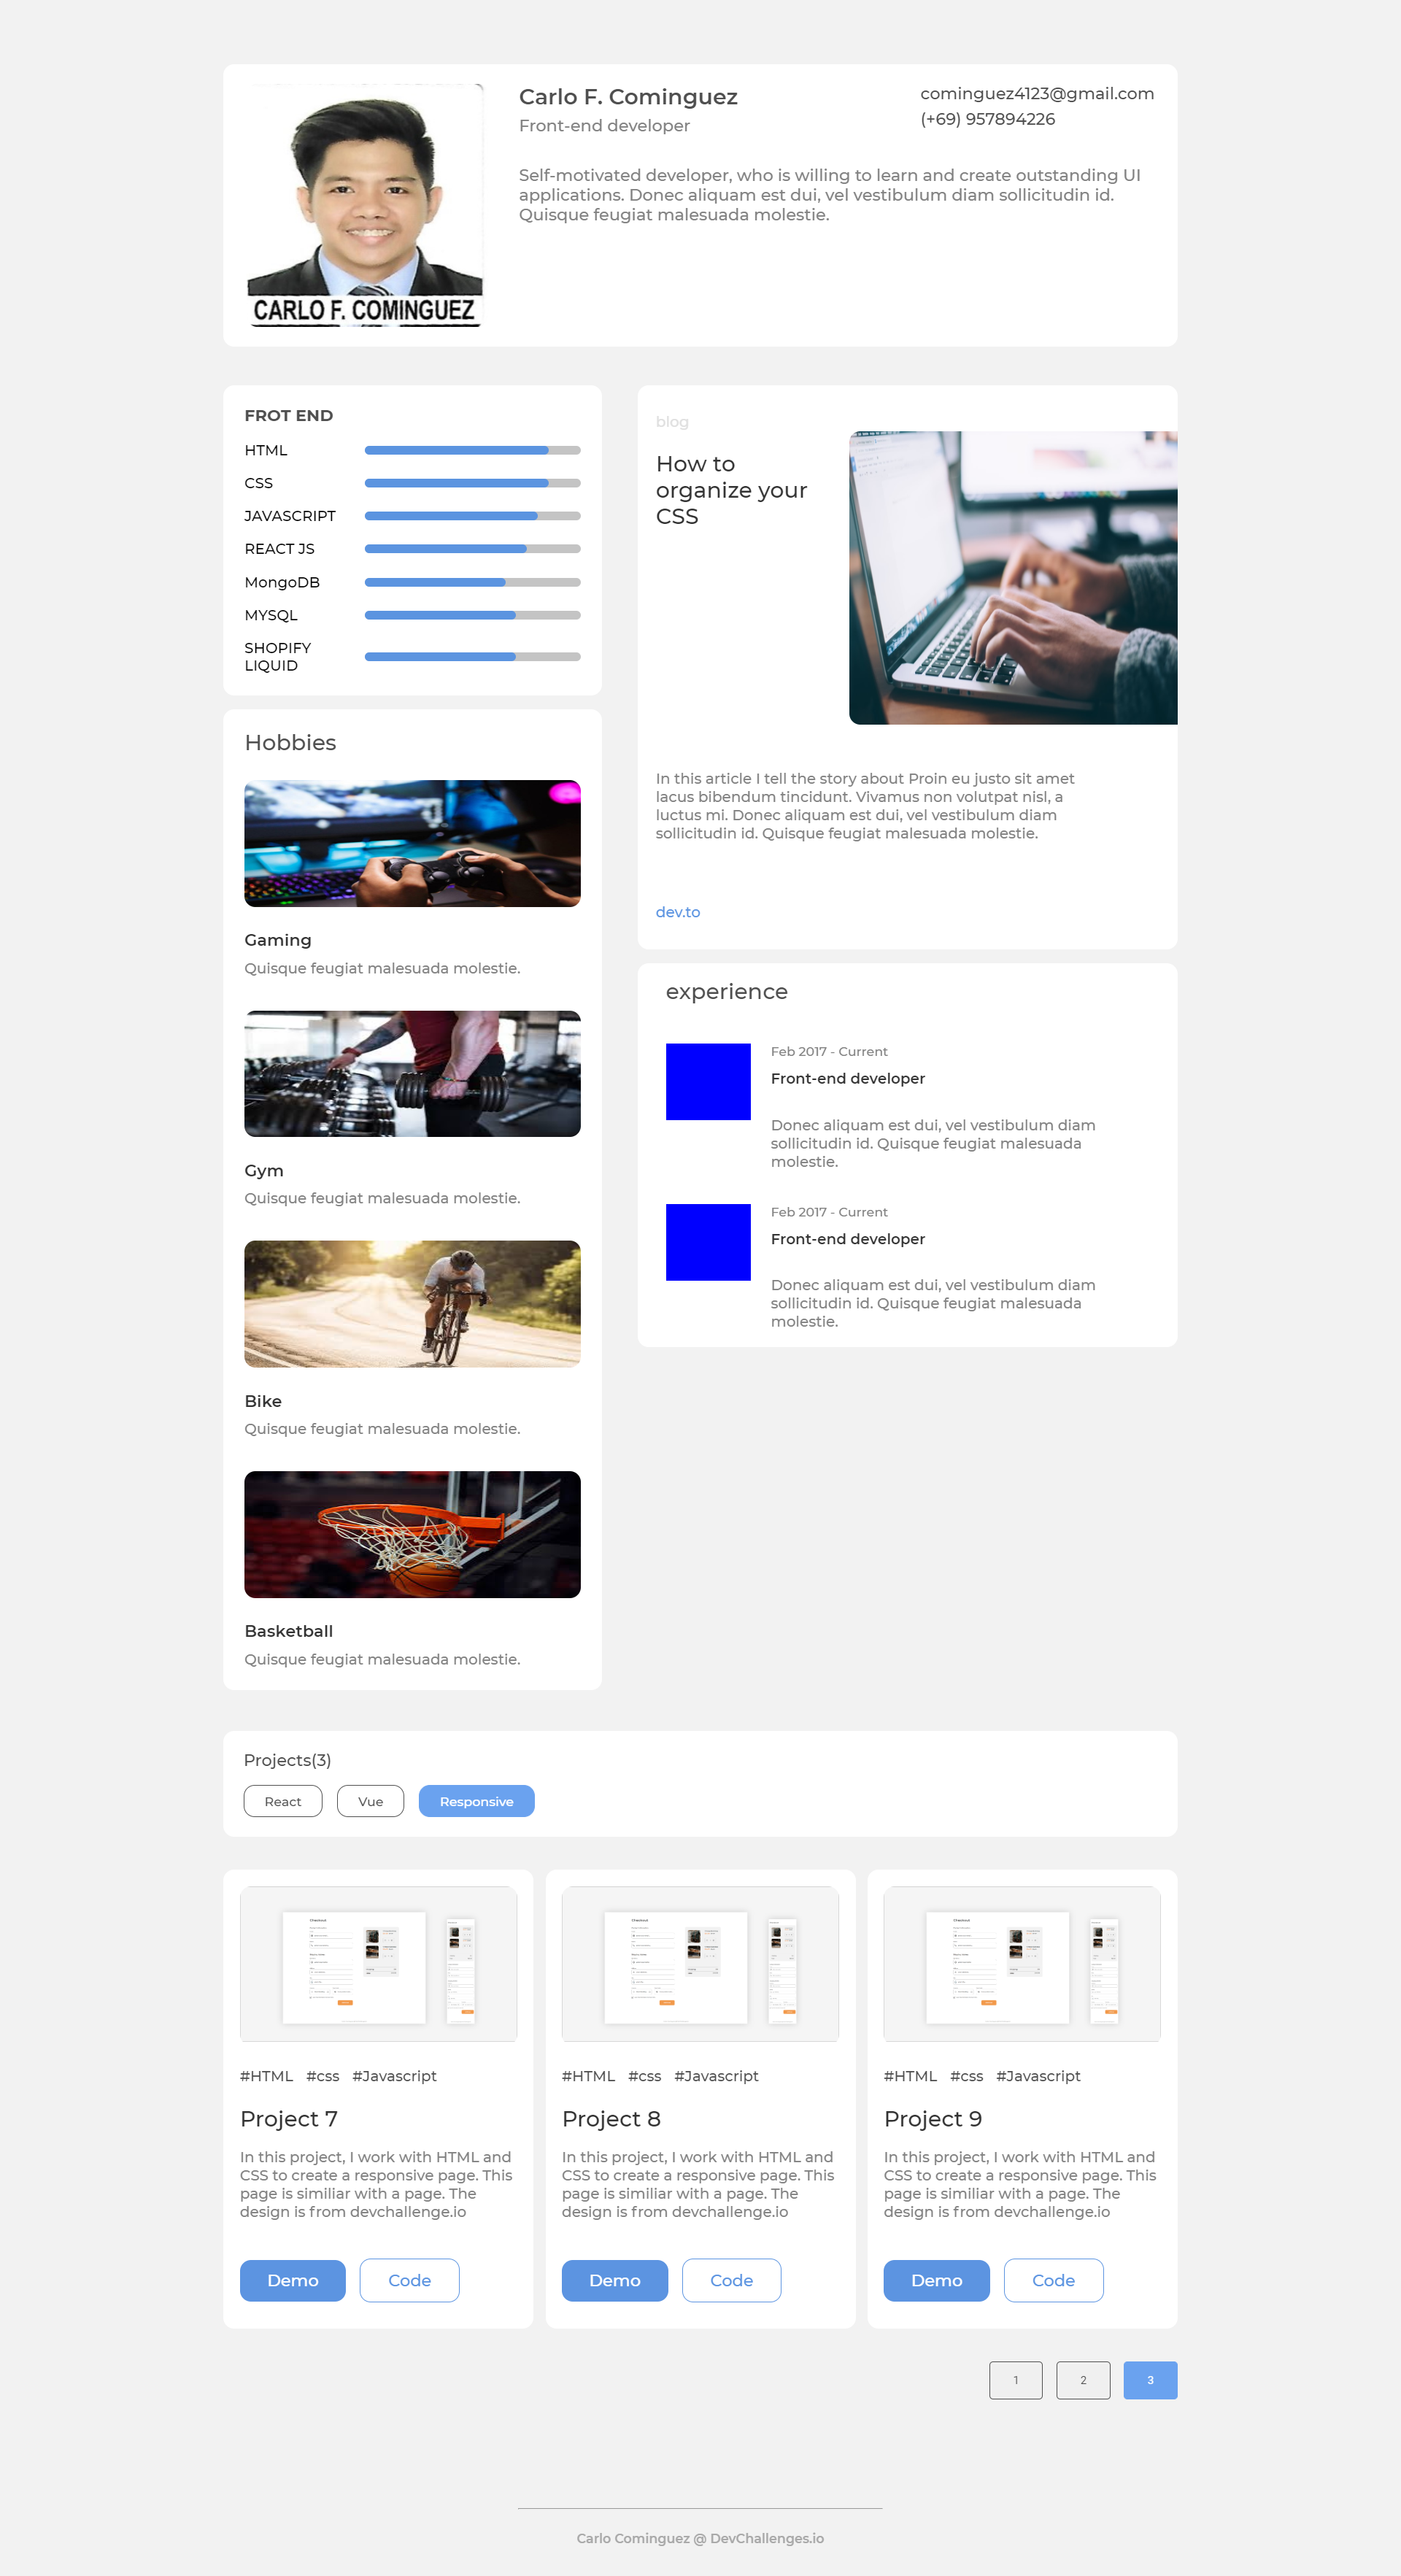 Carlo F. Cominguez
Front-end developer
cominguez4123@gmail.com
(+69) 957894226
Self-motivated developer, who is willing to learn and create outstanding UI
applications. Donec aliquam est dui, vel vestibulum diam sollicitudin id.
Quisque feugiat malesuada molestie.
CARLO F. COMINGUEZ
FROT END
HTML
CSS
JAVASCRIPT
REACT JS
MongoDB
MYSQL
SHOPIFY
LIQUID
Hobbies
Gaming
Quisque feugiat malesuada molestie.
Gym
Quisque feugiat malesuada molestie.
Bike
Quisque feugiat malesuada molestie.
Basketball
Quisque feugiat malesuada molestie.
blog
How to
organize your
CSS
In this article I tell the story about Proin eu justo sit amet
lacus bibendum tincidunt. Vivamus non volutpat nisl, a
luctus mi. Donec aliquam est dui, vel vestibulum diam
sollicitudin id. Quisque feugiat malesuada molestie.
dev.to
experience
Feb 2017 - Current
Front-end developer
Donec aliquam est dui, vel vestibulum diam
sollicitudin id. Quisque feugiat malesuada
molestie.
Feb 2017 - Current
Front-end developer
Donec aliquam est dui, vel vestibulum diam
sollicitudin id. Quisque feugiat malesuada
molestie.
Projects(3)
React Vue Responsive
Checkout
#HTML #css #Javascript
Project 7
In this project, I work with HTML and
CSS to create a responsive page. This
page is similiar with a page. The
design is from devchallenge.io
Demo Code
Checkout
#HTML #css #Javascript
Project 8
In this project, I work with HTML and
CSS to create a responsive page. This
page is similiar with a page. The
design is from devchallenge.io
Demo Code
Checkout
#HTML #css #Javascript
Project 9
In this project, I work with HTML and
CSS to create a responsive page. This
page is similiar with a page. The
design is from devchallenge.io
Demo Code
1 2 3
Carlo Cominguez @ DevChallenges.io